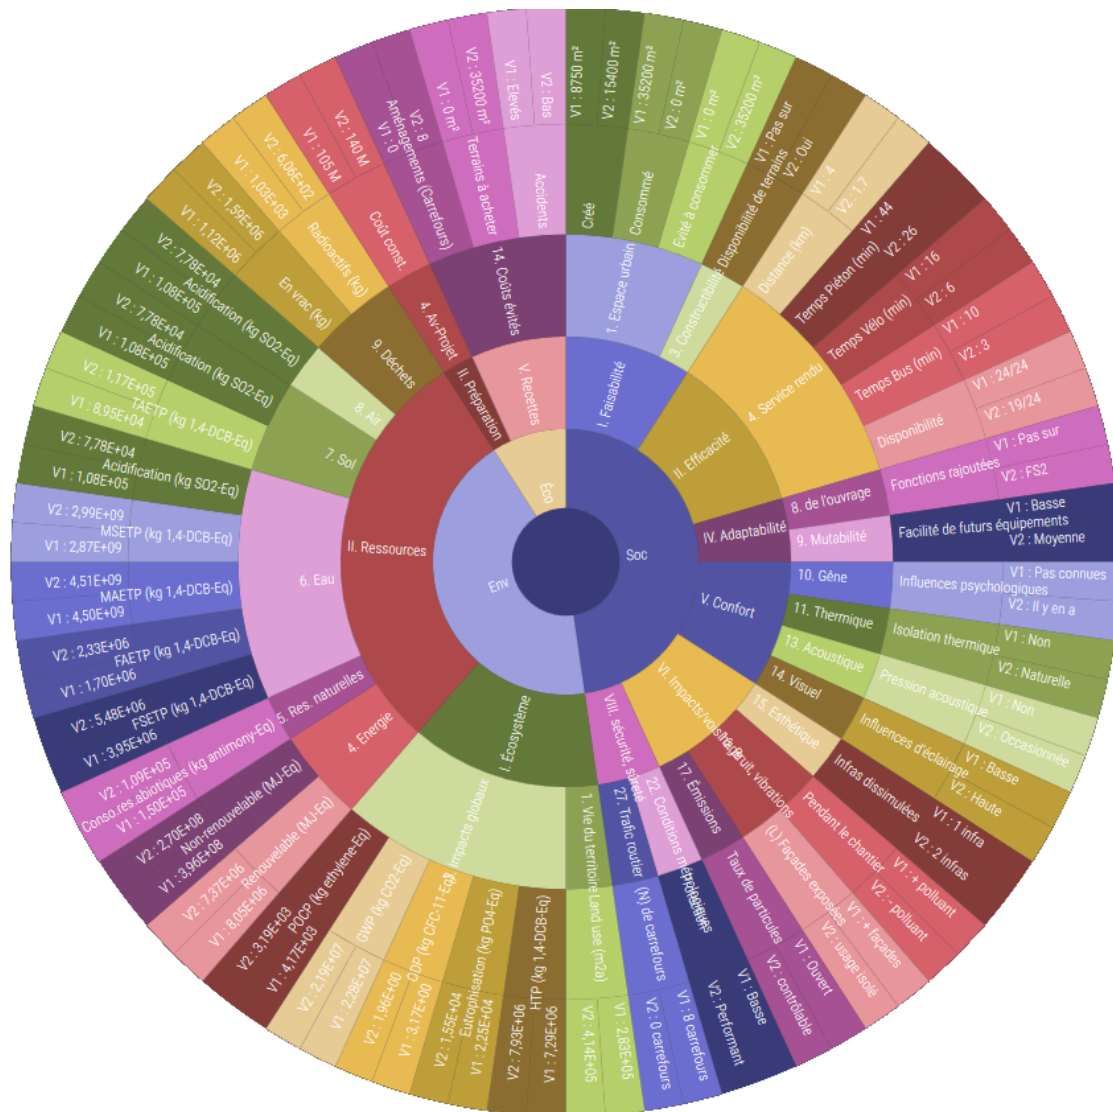 Soc
Env
Éco
I. Faisabilité
II. Efficacité
IV. Adaptabilité
V. Confort
VI. Impacts/voisinage
VIII. sécurité, sûreté
I. Écosystème
II. Ressources
II. Préparation
V. Recettes
1. Espace urbain
3. Constructibilité
4. Service rendu
8. de l'ouvrage
9. Mutabilité
10. Gêne
11. Thermique
13. Acoustique
14. Visuel
15. Esthétique
16. Bruit, vibrations
17. Émissions
22. Conditions
27. Trafic routier
1. Vie du territoire
Impacts globaux
4. Energie
5. Res. naturelles
6. Eau
7. Sol
8. Air
9. Déchets
4. Av-Projet
14. Coûts évités
Créé
V1 : 8750 m²
V2 : 15400 m²
Consommé
V1 : 35200 m²
V2 : 0 m²
Evité à consommer
V1 : 0 m²
V2 : 35200 m²
Disponibilité de terrains
V1 : Pas sur
V2 : Oui
Distance (km)
V1 : 4
V2 : 1,7
Temps Piéton (min)
V1 : 44
V2 : 26
Temps Vélo (min)
V1 : 16
V2 : 6
Temps Bus (min)
V1 : 10
V2 : 3
Disponibilité
V1 : 24/24
V2 : 19/24
Fonctions rajoutées
V1 : Pas sur
V2 : FS2
Facilité de futurs équipements
V1 : Basse
V2 : Moyenne
Influences psychologiques
V1 : Pas connues
V2 : Il y en a
Isolation thermique
V1 : Non
V2 : Naturelle
Pression acoustique
V1 : Non
V2 : Occasionnée
Influences d'éclairage
V1 : Basse
V2 : Haute
Infras dissimulées
V1 : 1 infra
V2 : 2 infras
Pendant le chantier
V1 : + polluant
V2 : - polluant
(L) Façades exposées
V1 : + façades
V2 : usage isolé
Taux de particules
V1 : Ouvert
V2 : contrôlable
V1 : Basse
V2 : Performant
(N) de carrefours
V1 : 8 carrefours
V2 : 0 carrefours
Land use (m2a)
V1 : 2,83E+05
V2 : 4,14E+05
HTP (kg 1,4-DCB-Eq)
V1 : 7,29E+06
V2 : 7,93E+06
Eutrophisation (kg PO4-Eq)
V1 : 2,25E+04
V2 : 1,55E+04
ODP (kg CFC-11-Eq)
V1 : 3,17E+00
V2 : 1,96E+00
GWP (kg CO2-Eq)
V1 : 2,28E+07
V2 : 2,19E+07
POCP (kg ethylene-Eq)
V1 : 4,17E+03
V2 : 3,19E+03
Renouvelable (MJ-Eq)
V1 : 8,05E+06
V2 : 7,37E+06
Non-renouvelable (MJ-Eq)
V1 : 3,96E+08
V2 : 2,70E+08
Conso.res.abiotiques (kg antimony-Eq)
V1 : 1,50E+05
V2 : 1,09E+05
FSETP (kg 1,4-DCB-Eq)
V1 : 3,95E+06
V2 : 5,48E+06
FAETP (kg 1,4-DCB-Eq)
V1 : 1,70E+06
V2 : 2,33E+06
MAETP (kg 1,4-DCB-Eq)
V1 : 4,50E+09
V2 : 4,51E+09
MSETP (kg 1,4-DCB-Eq)
V1 : 2,87E+09
V2 : 2,99E+09
Acidification (kg SO2-Eq)
V1 : 1,08E+05
V2 : 7,78E+04
TAETP (kg 1,4-DCB-Eq)
V1 : 8,95E+04
V2 : 1,17E+05
Acidification (kg SO2-Eq)
V1 : 1,08E+05
V2 : 7,78E+04
Acidification (kg SO2-Eq)
V1 : 1,08E+05
V2 : 7,78E+04
En vrac (kg)
V1 : 1,12E+06
V2 : 1,59E+06
Radioactifs (kg)
V1 : 1,03E+03
V2 : 6,06E+02
Coût const.
V1 : 105 M
V2 : 140 M
Aménagements (Carrefours)
V1 : 0
V2 : 8
Terrains à acheter
V1 : 0 m²
V2 : 35200 m²
Accidents
V1 : Elevés
V2 : Bas